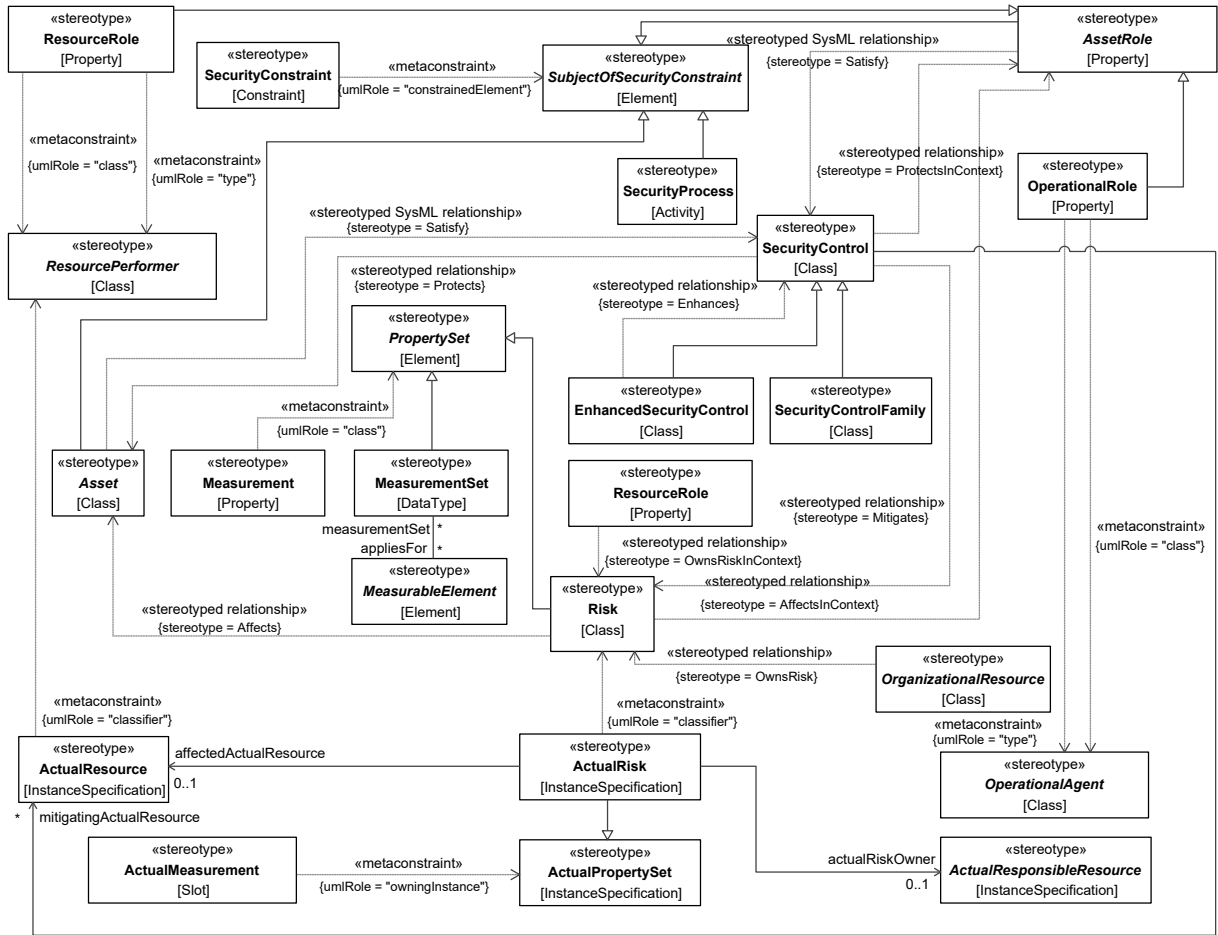 «stereotype»
ResourceRole
[Property]
«stereotype»
AssetRole
[Property]
«stereotype»
SecurityConstraint
[Constraint]
«metaconstraint»
{umlRole = "constrainedElement"}
«stereotype»
SubjectOfSecurityConstraint
[Element]
«stereotyped SysML relationship»
{stereotype = Satisfy}
«metaconstraint»
{umlRole = "class"}
«metaconstraint»
{umlRole = "type"}
«stereotype»
SecurityProcess
[Activity]
«stereotyped relationship»
{stereotype = ProtectsInContext}
«stereotype»
OperationalRole
[Property]
«stereotyped SysML relationship»
{stereotype = Satisfy}
«stereotype»
ResourcePerformer
[Class]
«stereotype»
SecurityControl
[Class]
«stereotyped relationship»
{stereotype = Protects}
«stereotyped relationship»
{stereotype = Enhances}
«stereotype»
PropertySet
[Element]
«stereotype»
EnhancedSecurityControl
[Class]
«stereotype»
SecurityControlFamily
[Class]
«metaconstraint»
{umlRole = "class"}
«stereotype»
Asset
[Class]
«stereotype»
Measurement
[Property]
«stereotype»
MeasurementSet
[DataType]
«stereotype»
ResourceRole
[Property]
«stereotyped relationship»
{stereotype = Mitigates}
measurementSet
*
appliesFor
*
«stereotyped relationship»
{stereotype = OwnsRiskInContext}
«metaconstraint»
{umlRole = "class"}
«stereotype»
MeasurableElement
[Element]
«stereotype»
Risk
[Class]
«stereotyped relationship»
{stereotype = AffectsInContext}
«stereotyped relationship»
{stereotype = Affects}
«stereotyped relationship»
{stereotype = OwnsRisk}
«stereotype»
OrganizationalResource
[Class]
«metaconstraint»
{umlRole = "classifier"}
«metaconstraint»
{umlRole = "classifier"}
«metaconstraint»
{umlRole = "type"}
«stereotype»
ActualResource
[InstanceSpecification]
affectedActualResource
0..1
«stereotype»
ActualRisk
[InstanceSpecification]
«stereotype»
OperationalAgent
[Class]
*
mitigatingActualResource
«stereotype»
ActualMeasurement
[Slot]
«metaconstraint»
{umlRole = "owningInstance"}
«stereotype»
ActualPropertySet
[InstanceSpecification]
actualRiskOwner
0..1
«stereotype»
ActualResponsibleResource
[InstanceSpecification]